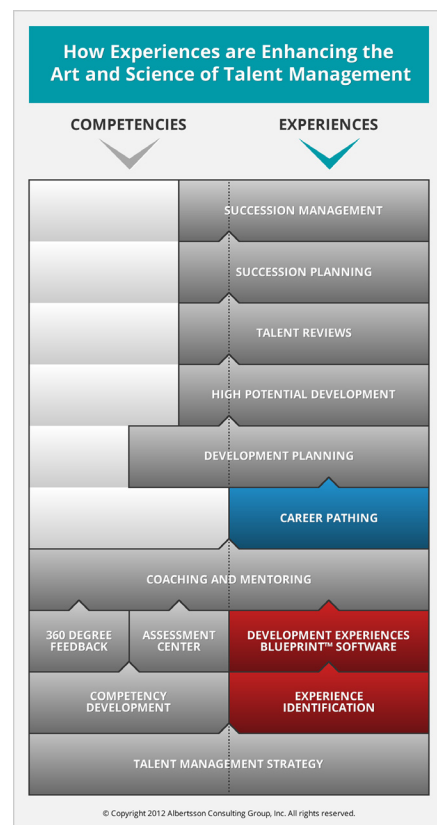 How Experiences are Enhancing the
Art and Science of Talent Management
COMPETENCIES
EXPERIENCES
SUCCESSION MANAGEMENT
SUCCESSION PLANNING
TALENT REVIEWS
HIGH POTENTIAL DEVELOPMENT
DEVELOPMENT PLANNING
CAREER PATHING
COACHING AND MENTORING
360 DEGREE
FEEDBACK
ASSESSMENT
CENTER
DEVELOPMENT EXPERIENCES
BLUEPRINT™ SOFTWARE
COMPETENCY
DEVELOPMENT
EXPERIENCE
IDENTIFICATION
TALENT MANAGEMENT STRATEGY
© Copyright 2012 Albertsson Consulting Group, Inc. All rights reserved.